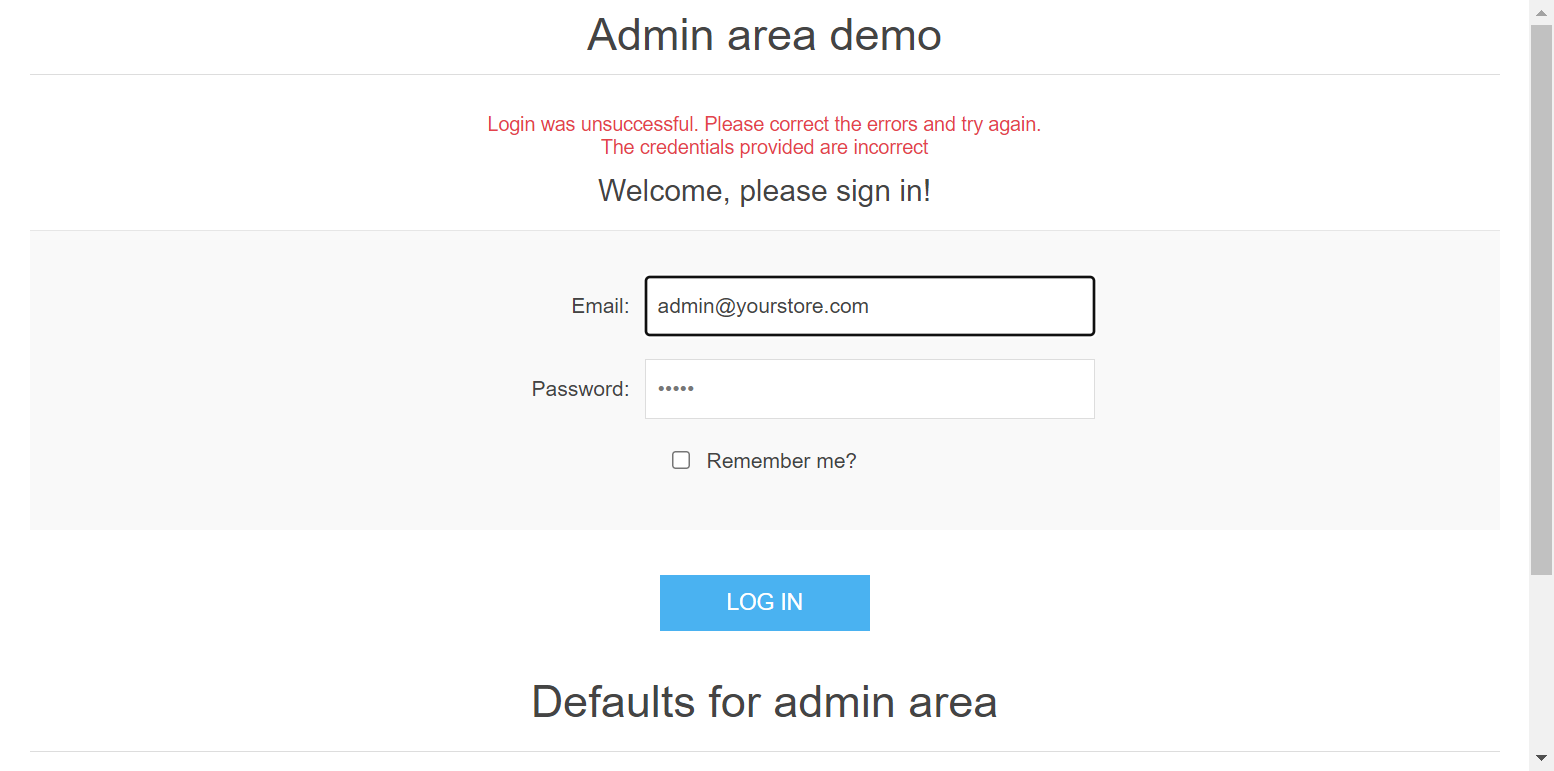 Admin area demo
Login was unsuccessful. Please correct the errors and try again.
The credentials provided are incorrect
Welcome, please sign in!
Email: admin@yourstore.com
Password: •••••
Remember me?
LOG IN
Defaults for admin area